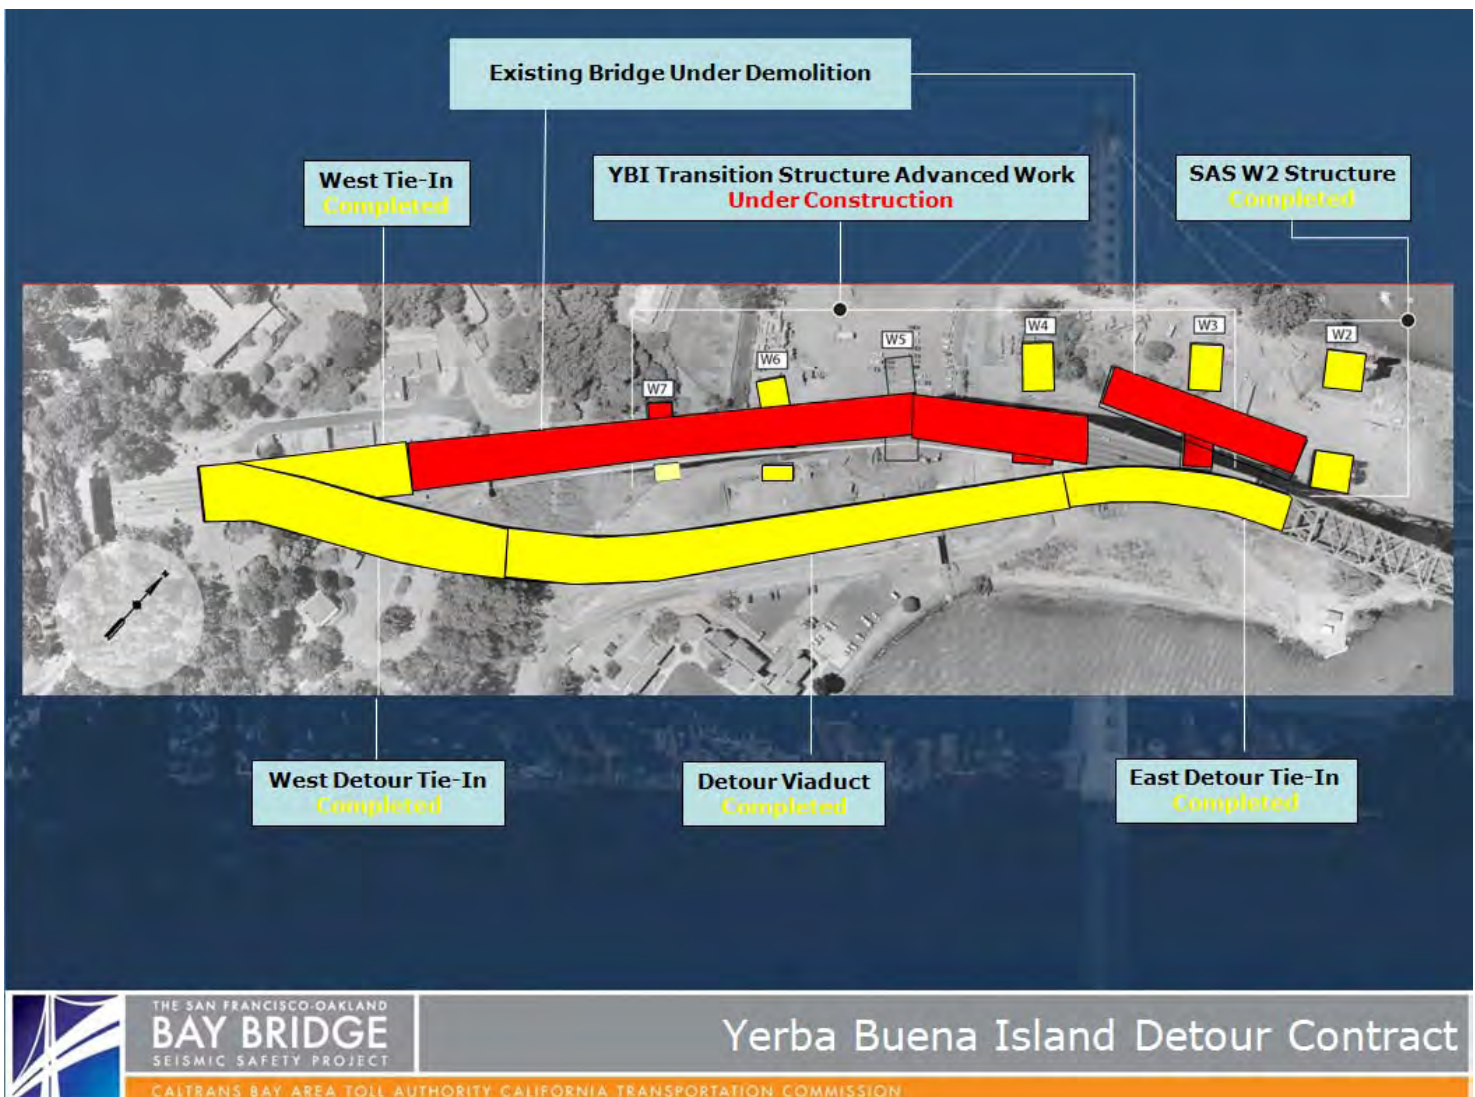 Existing Bridge Under Demolition
West Tie-In
Completed
YBI Transition Structure Advanced Work
Under Construction
SAS W2 Structure
Completed
W7
W6
W5
W4
W3
W2
West Detour Tie-In
Completed
Detour Viaduct
Completed
East Detour Tie-In
Completed
THE SAN FRANCISCO-OAKLAND
BAY BRIDGE
SEISMIC SAFETY PROJECT
Yerba Buena Island Detour Contract
CALTRANS BAY AREA TOLL AUTHORITY CALIFORNIA TRANSPORTATION COMMISSION